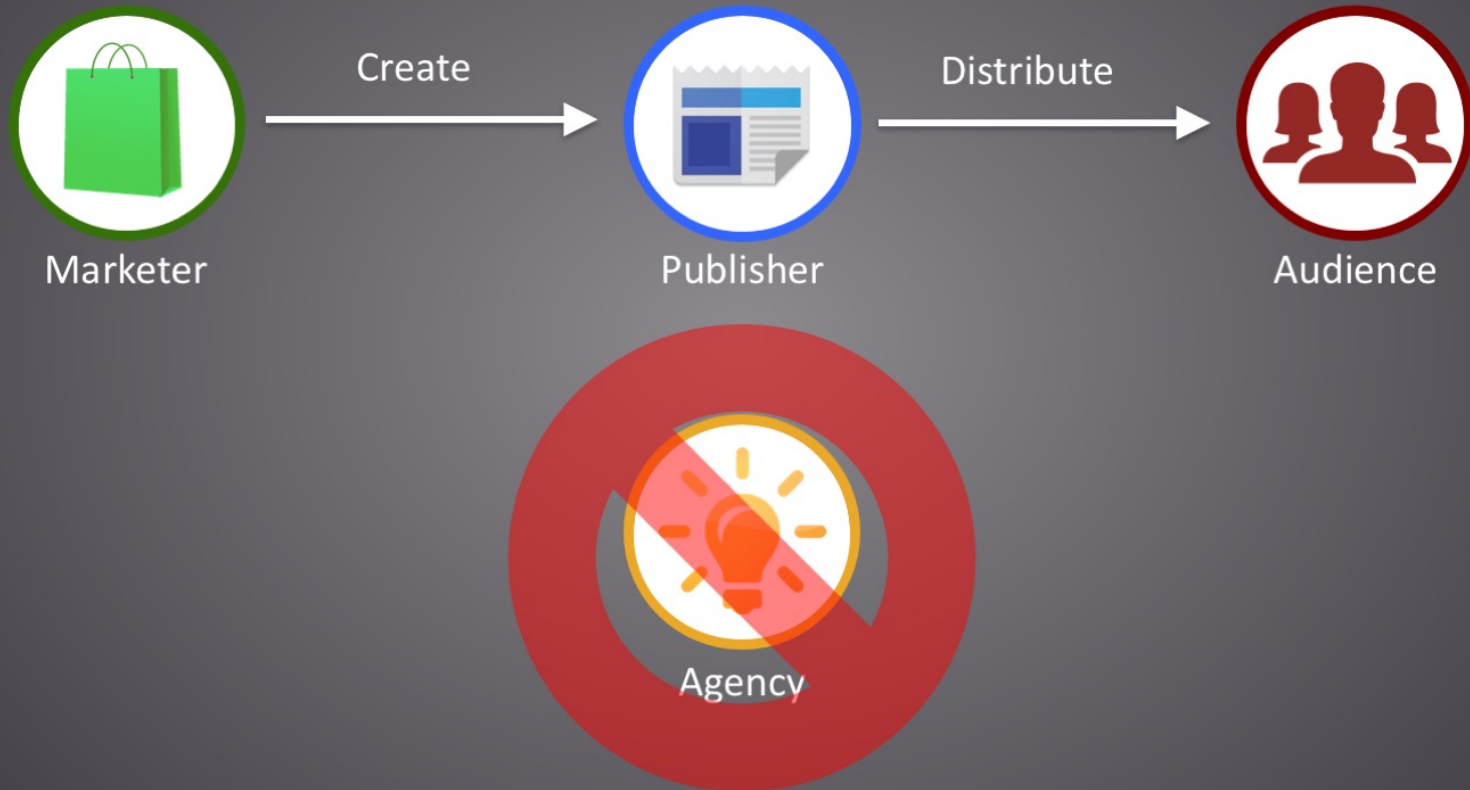 Create
Distribute
Marketer
Publisher
Audience
Agency